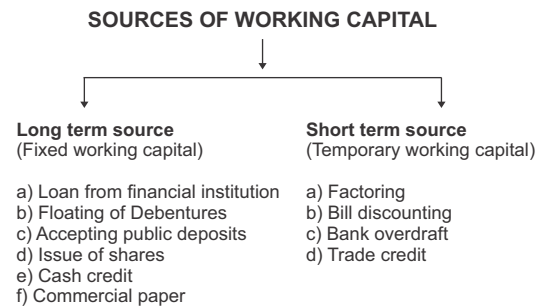 SOURCES OF WORKING CAPITAL
Long term source
(Fixed working capital)
a) Loan from financial institution
b) Floating of Debentures
c) Accepting public deposits
d) Issue of shares
e) Cash credit
f) Commercial paper
Short term source
(Temporary working capital)
a) Factoring
b) Bill discounting
c) Bank overdraft
d) Trade credit